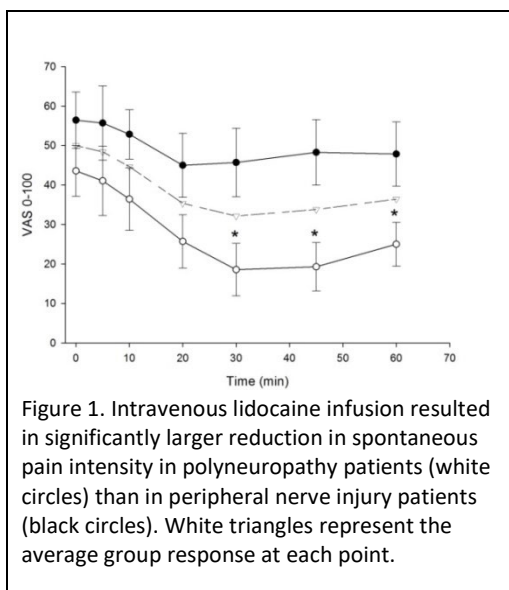 70
60
50
40
30
20
10
0
VAS 0-100
*
*
*
0 10 20 30 40 50 60 70
Time (min)
Figure 1. Intravenous lidocaine infusion resulted
in significantly larger reduction in spontaneous
pain intensity in polyneuropathy patients (white
circles) than in peripheral nerve injury patients
(black circles). White triangles represent the
average group response at each point.